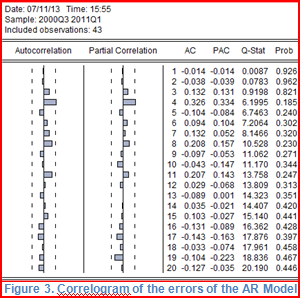 Date: 07/11/13 Time: 15:55
Sample: 2000Q3 2011Q1
Included observations: 43
Autocorrelation Partial Correlation AC PAC Q-Stat Prob
1 -0.014 -0.014 0.0087 0.926
2 -0.038 -0.039 0.0783 0.962
3 0.132 0.131 0.9198 0.821
4 0.326 0.334 6.1995 0.185
5 -0.104 -0.084 6.7463 0.240
6 0.094 0.104 7.2062 0.302
7 0.132 0.052 8.1466 0.320
8 0.208 0.157 10.528 0.230
9 -0.097 -0.053 11.062 0.271
10 -0.043 -0.147 11.170 0.344
11 0.207 0.143 13.758 0.247
12 0.029 -0.068 13.809 0.313
13 -0.089 0.001 14.323 0.351
14 0.035 -0.021 14.407 0.420
15 0.103 -0.027 15.140 0.441
16 -0.131 -0.089 16.362 0.428
17 -0.143 -0.163 17.876 0.397
18 -0.033 -0.074 17.961 0.458
19 -0.104 -0.223 18.836 0.467
20 -0.127 -0.035 20.190 0.446
Figure 3. Correlogram of the errors of the AR Model